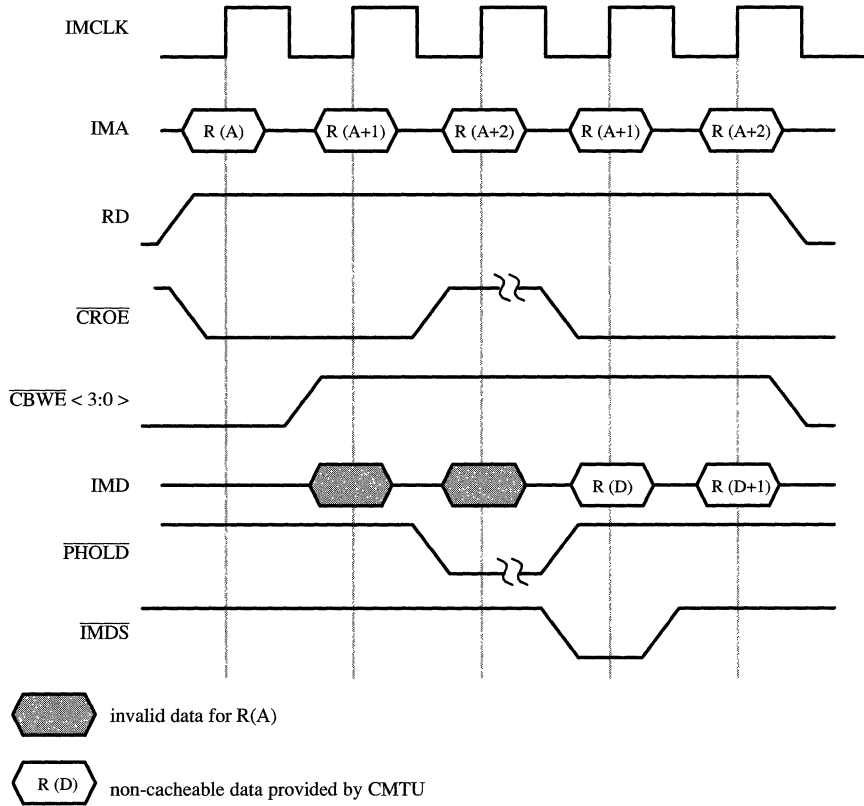 IMCLK
IMA R (A) R (A+1) R (A+2) R (A+1) R (A+2)
RD
CROE
CBWE < 3:0 >
IMD R (D) R (D+1)
PHOLD
IMDS
invalid data for R(A)
R (D) non-cacheable data provided by CMTU